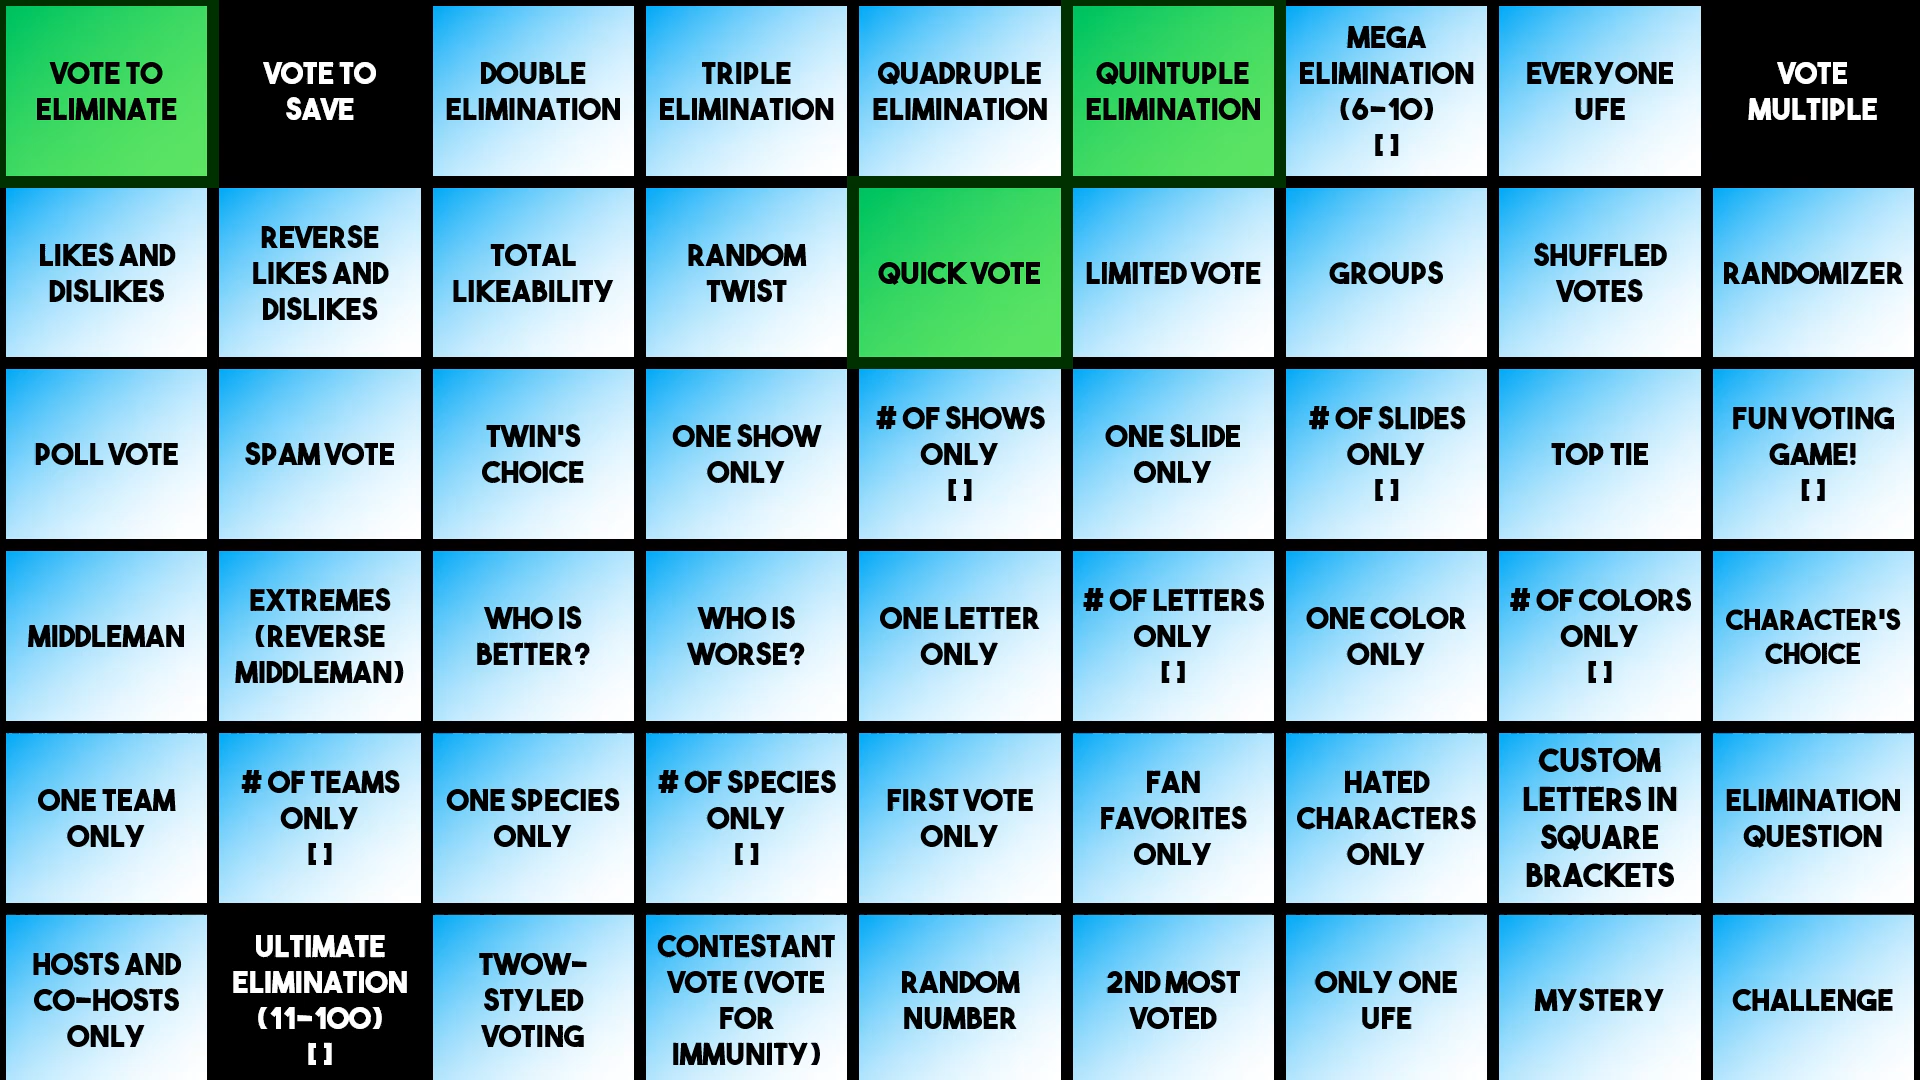 VOTE TO
ELIMINATE
VOTE TO
SAVE
DOUBLE
ELIMINATION
TRIPLE
ELIMINATION
QUADRUPLE
ELIMINATION
QUINTUPLE
ELIMINATION
MEGA
ELIMINATION
(6-10)
[ ]
EVERYONE
UFE
VOTE
MULTIPLE
LIKES AND
DISLIKES
REVERSE
LIKES AND
DISLIKES
TOTAL
LIKEABILITY
RANDOM
TWIST
QUICK VOTE
LIMITED VOTE
GROUPS
SHUFFLED
VOTES
RANDOMIZER
POLL VOTE
SPAM VOTE
TWIN'S
CHOICE
ONE SHOW
ONLY
# OF SHOWS
ONLY
[ ]
ONE SLIDE
ONLY
# OF SLIDES
ONLY
[ ]
TOP TIE
FUN VOTING
GAME!
[ ]
MIDDLEMAN
EXTREMES
(REVERSE
MIDDLEMAN)
WHO IS
BETTER?
WHO IS
WORSE?
ONE LETTER
ONLY
# OF LETTERS
ONLY
[ ]
ONE COLOR
ONLY
# OF COLORS
ONLY
[ ]
CHARACTER'S
CHOICE
ONE TEAM
ONLY
# OF TEAMS
ONLY
[ ]
ONE SPECIES
ONLY
# OF SPECIES
ONLY
[ ]
FIRST VOTE
ONLY
FAN
FAVORITES
ONLY
HATED
CHARACTERS
ONLY
CUSTOM
LETTERS IN
SQUARE
BRACKETS
ELIMINATION
QUESTION
HOSTS AND
CO-HOSTS
ONLY
ULTIMATE
ELIMINATION
(11-100)
[ ]
TWOW-
STYLED
VOTING
CONTESTANT
VOTE (VOTE
FOR
IMMUNITY)
RANDOM
NUMBER
2ND MOST
VOTED
ONLY ONE
UFE
MYSTERY
CHALLENGE